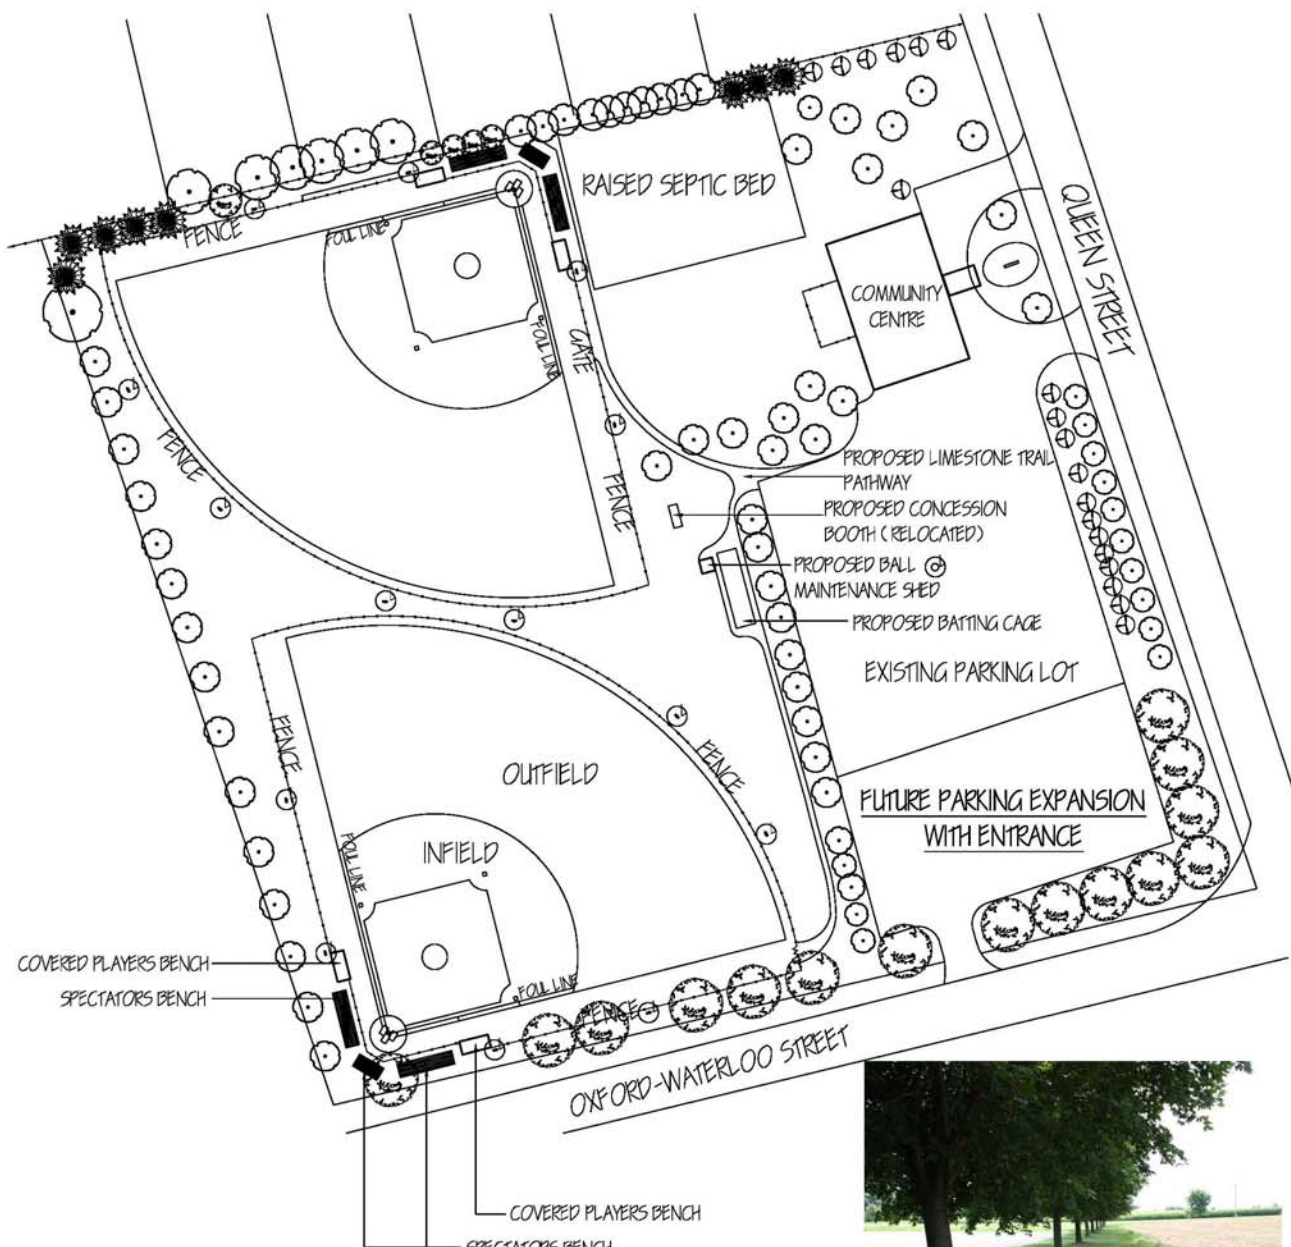 RAISED SEPTIC BED
QUEEN STREET
FENCE
FOUL LINE
COMMUNITY
CENTRE
FOUL LINE
GATE
FENCE
FENCE
PROPOSED LIMESTONE TRAIL
PATHWAY
PROPOSED CONCESSION
BOOTH (RELOCATED)
PROPOSED BALL
MAINTENANCE SHED
PROPOSED BATTING CAGE
EXISTING PARKING LOT
FENCE
FENCE
OUTFIELD
FUTURE PARKING EXPANSION
WITH ENTRANCE
FOUL LINE
INFIELD
COVERED PLAYERS BENCH
SPECTATORS BENCH
FOUL LINE
FENCE
OXFORD-WATERLOO STREET
COVERED PLAYERS BENCH
SPECTATORS BENCH